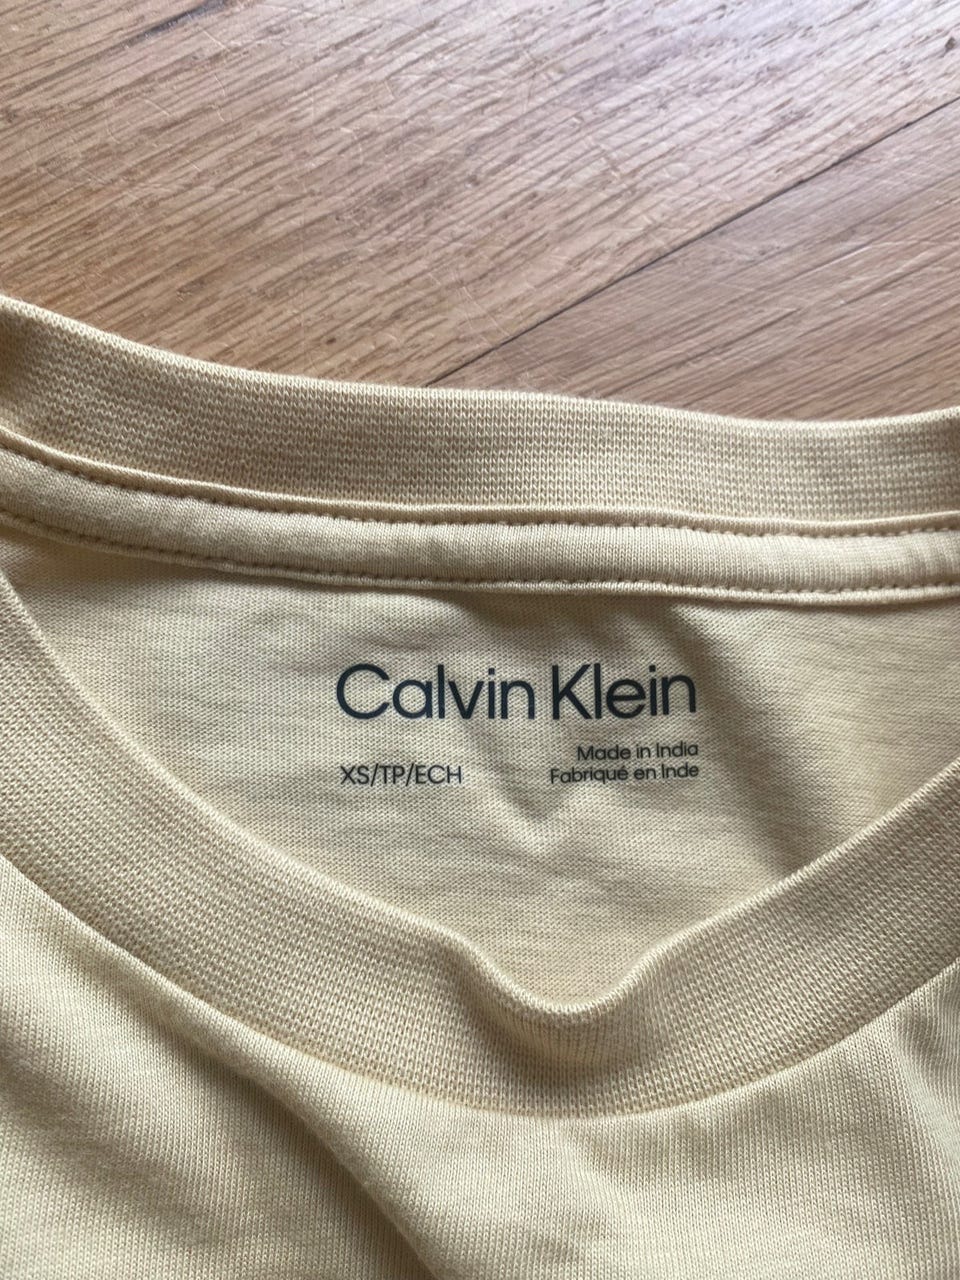 Calvin Klein
Made in India
XS/TP/ECH
Fabriqué en Inde